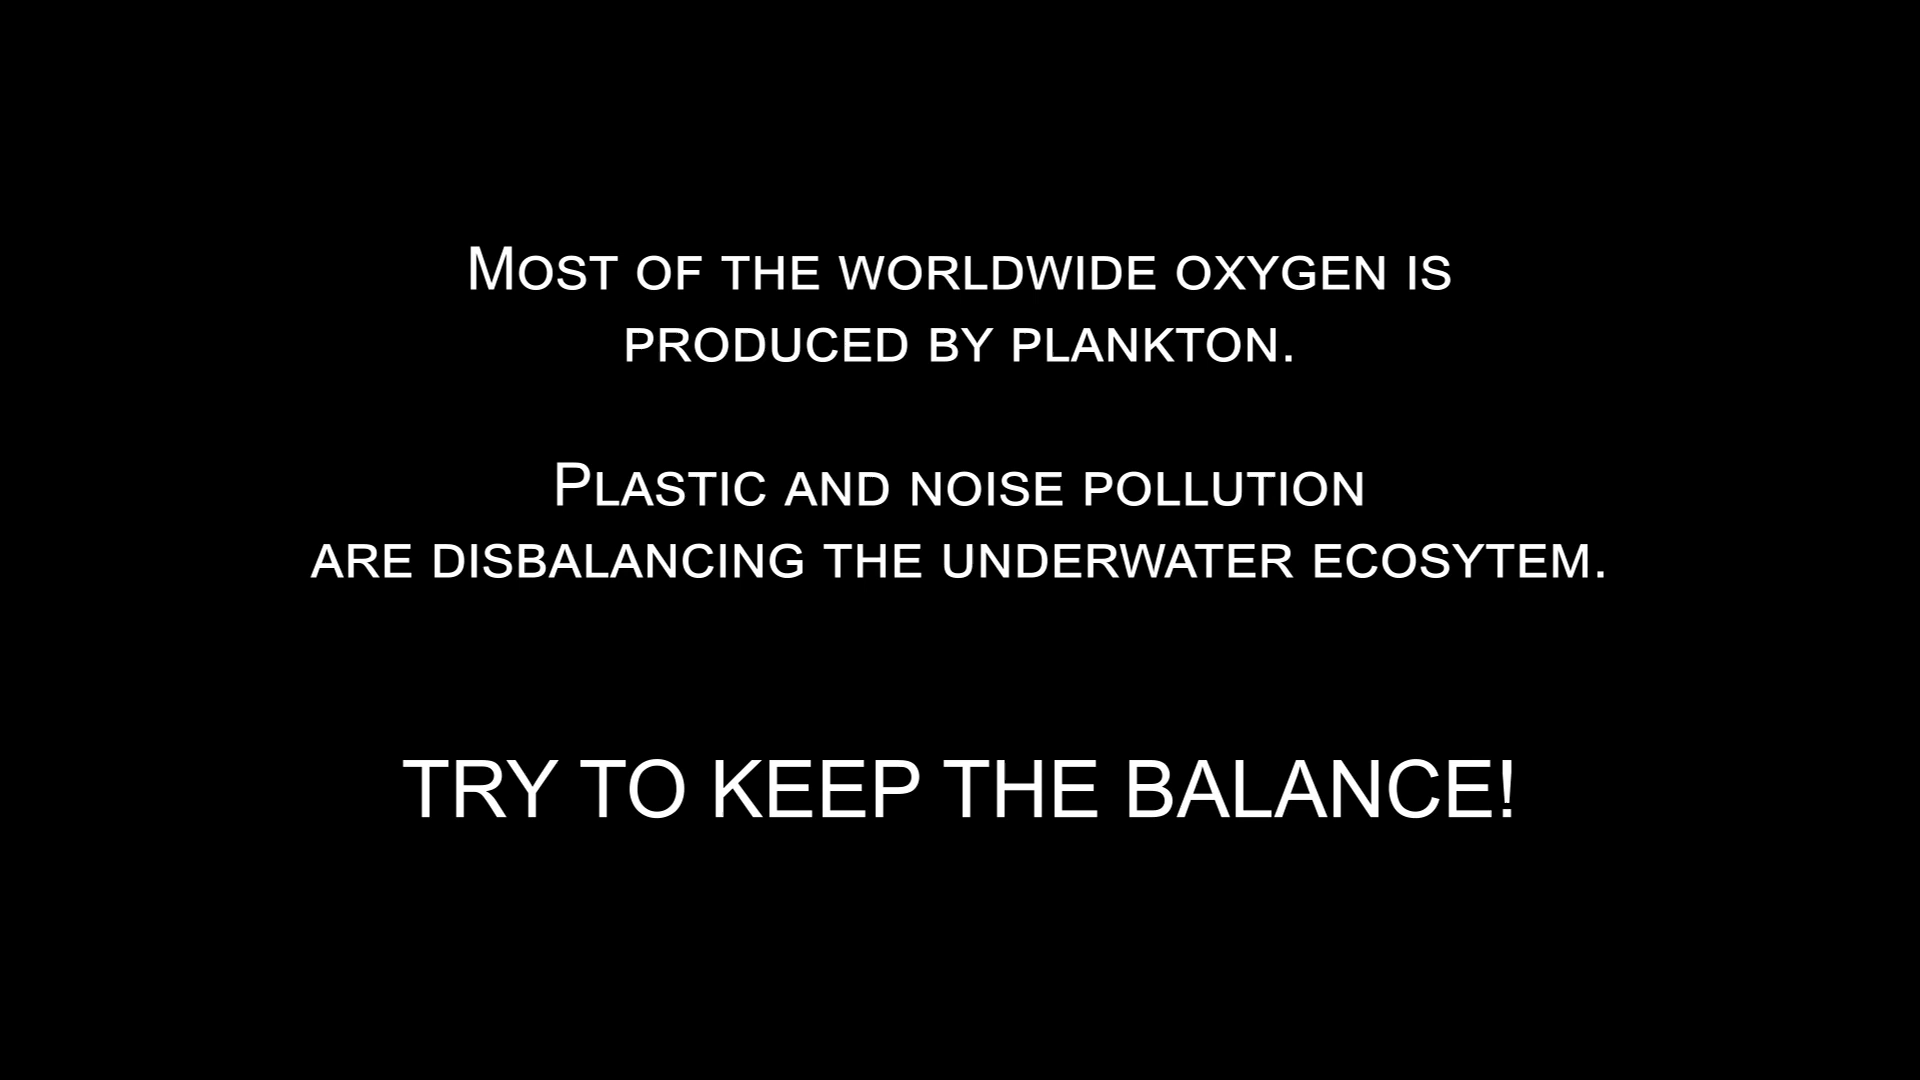 Most of the worldwide oxygen is
produced by plankton.
Plastic and noise pollution
are disbalancing the underwater ecosytem.
TRY TO KEEP THE BALANCE!